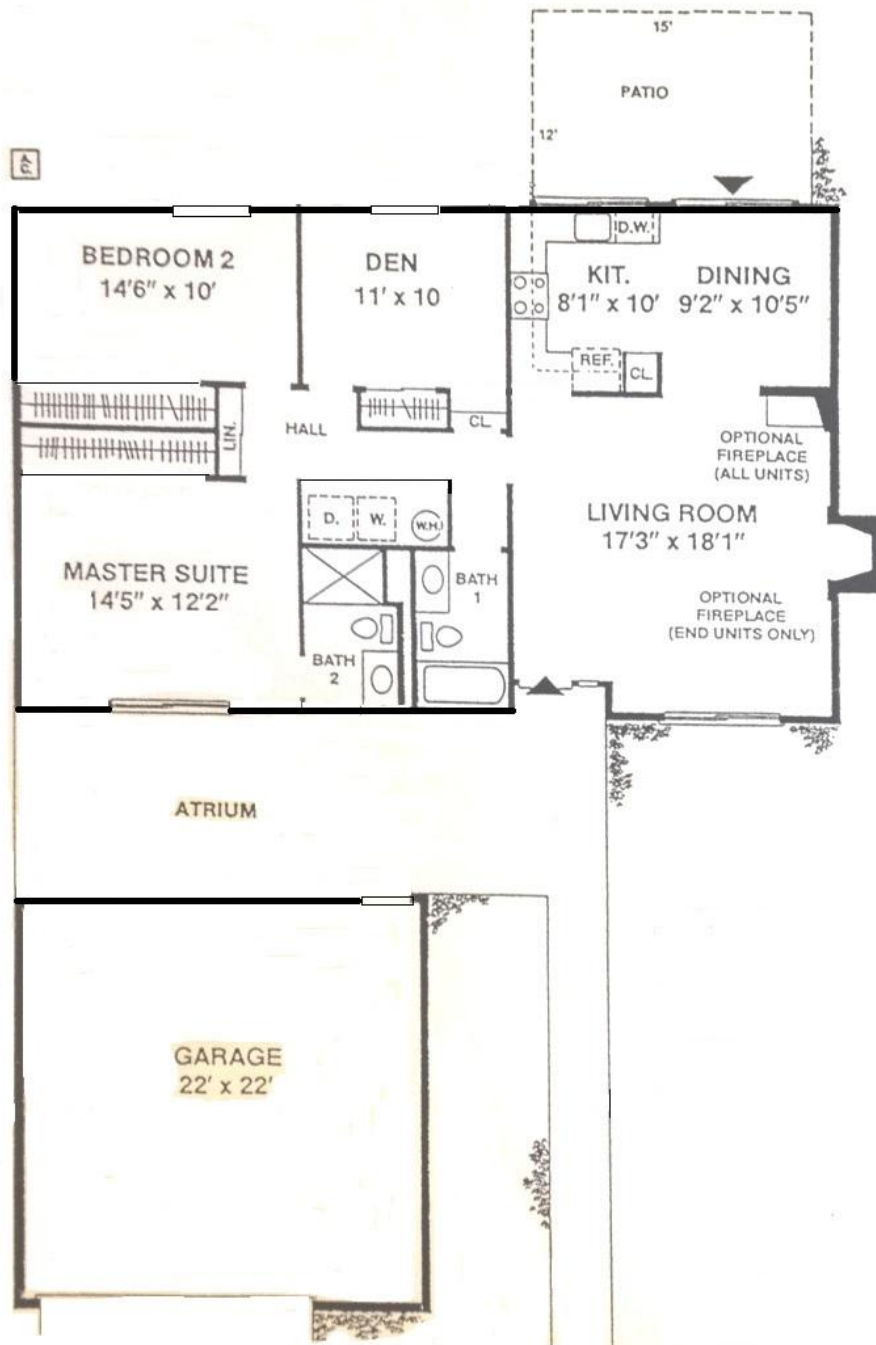 15'
PATIO
12'
A/C.
BEDROOM 2
14'6" x 10'
DEN
11' x 10
D.W.
KIT.
8'1" x 10'
DINING
9'2" x 10'5"
REF.
CL.
LIN.
HALL
CL.
OPTIONAL
FIREPLACE
(ALL UNITS)
D.
W.
W.H.
LIVING ROOM
17'3" x 18'1"
MASTER SUITE
14'5" x 12'2"
BATH
1
OPTIONAL
FIREPLACE
(END UNITS ONLY)
BATH
2
ATRIUM
GARAGE
22' x 22'